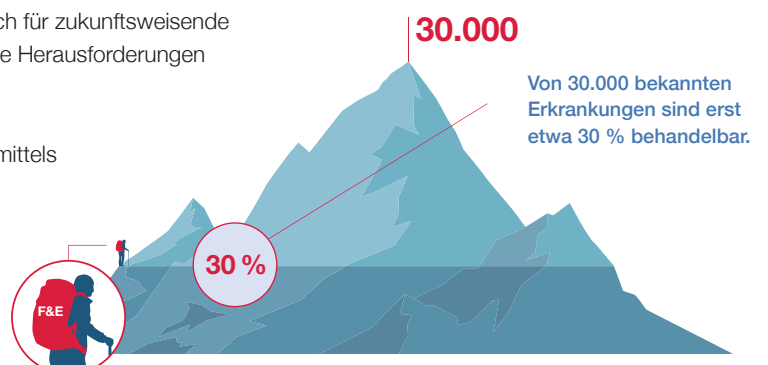 ch für zukunftsweisende
e Herausforderungen
mittels
30.000
Von 30.000 bekannten
Erkrankungen sind erst
etwa 30 % behandelbar.
30 %
F&E